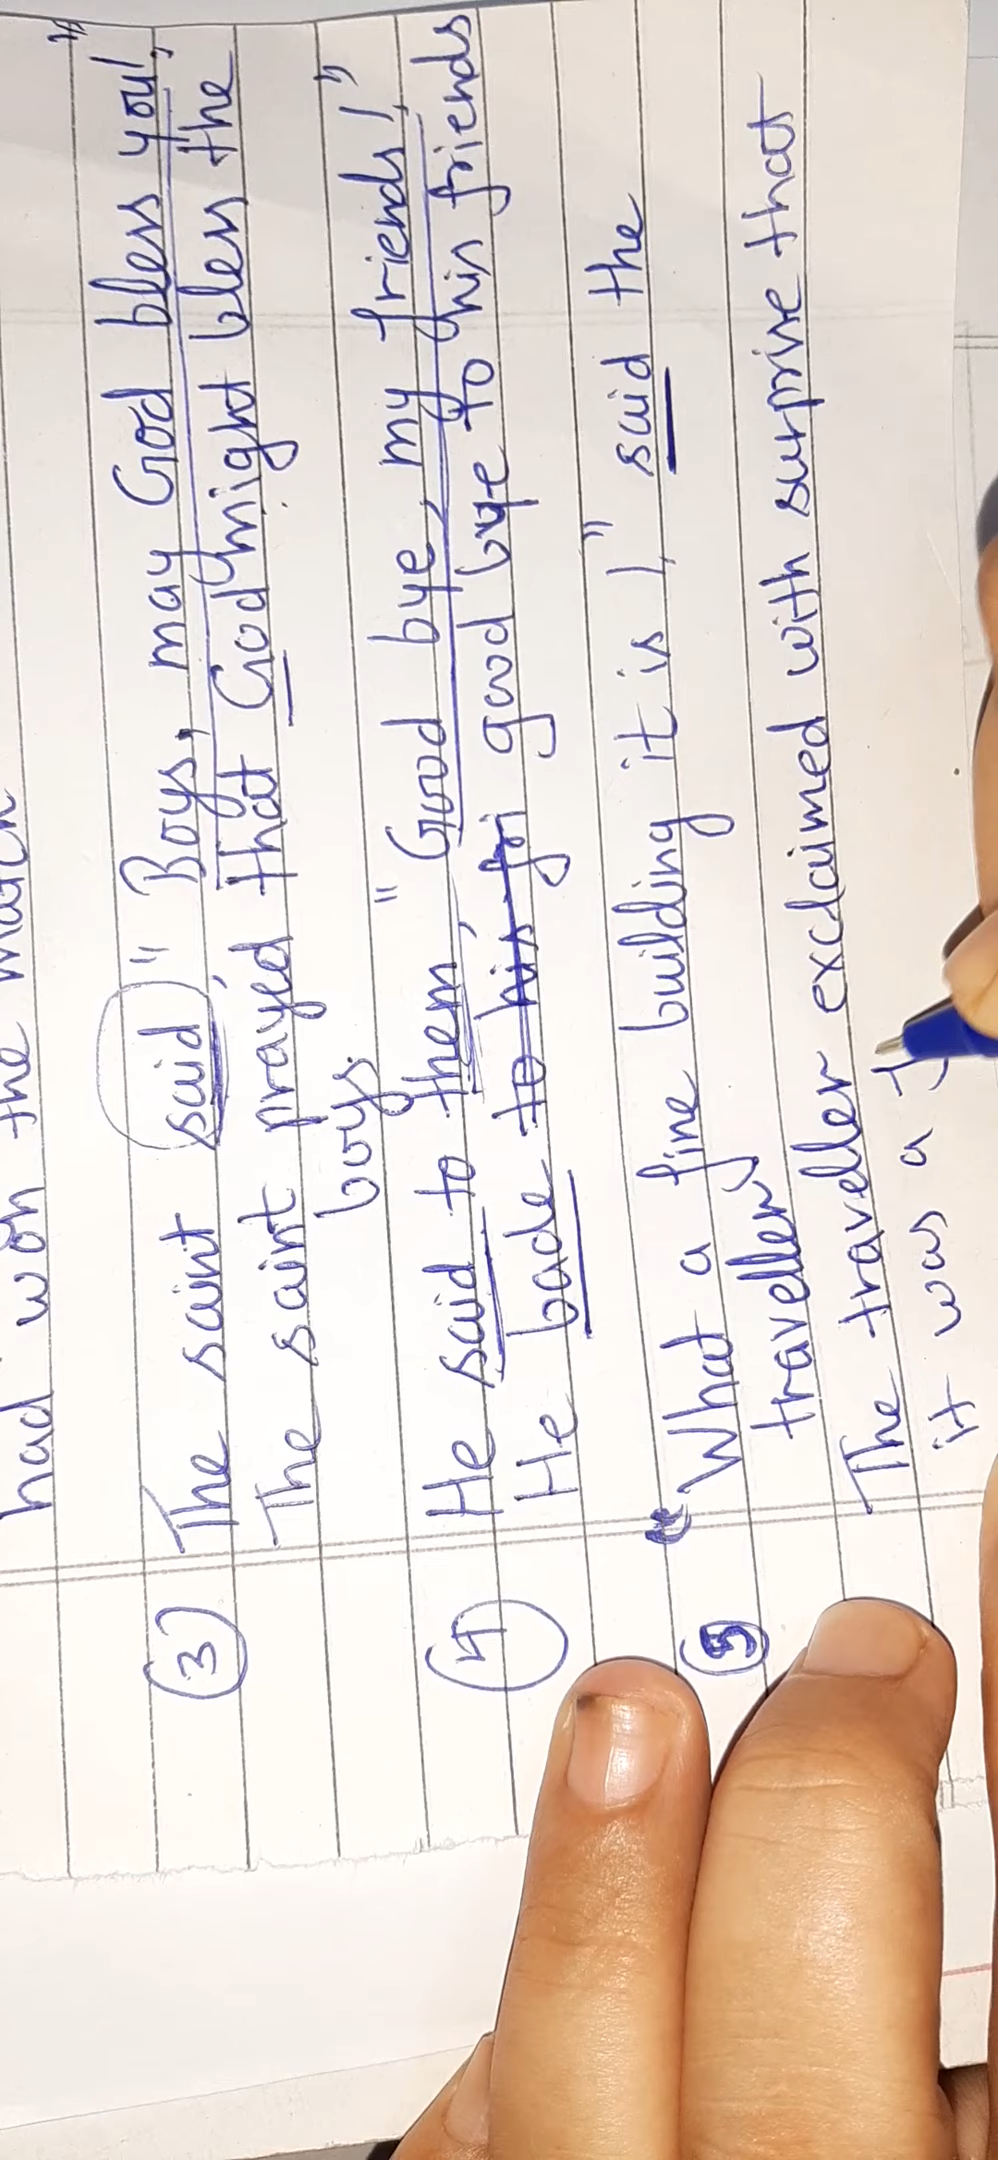 had won the match
③ The saint said, " Boys, may God bless you!,"
The saint prayed that God might bless the
boys.
④ He said to them, " Good bye, my friends!,"
He bade to his good bye to his friends
⑤ "What a fine building it is!," said the
traveller,
The traveller exclaimed with surprise that
it was a